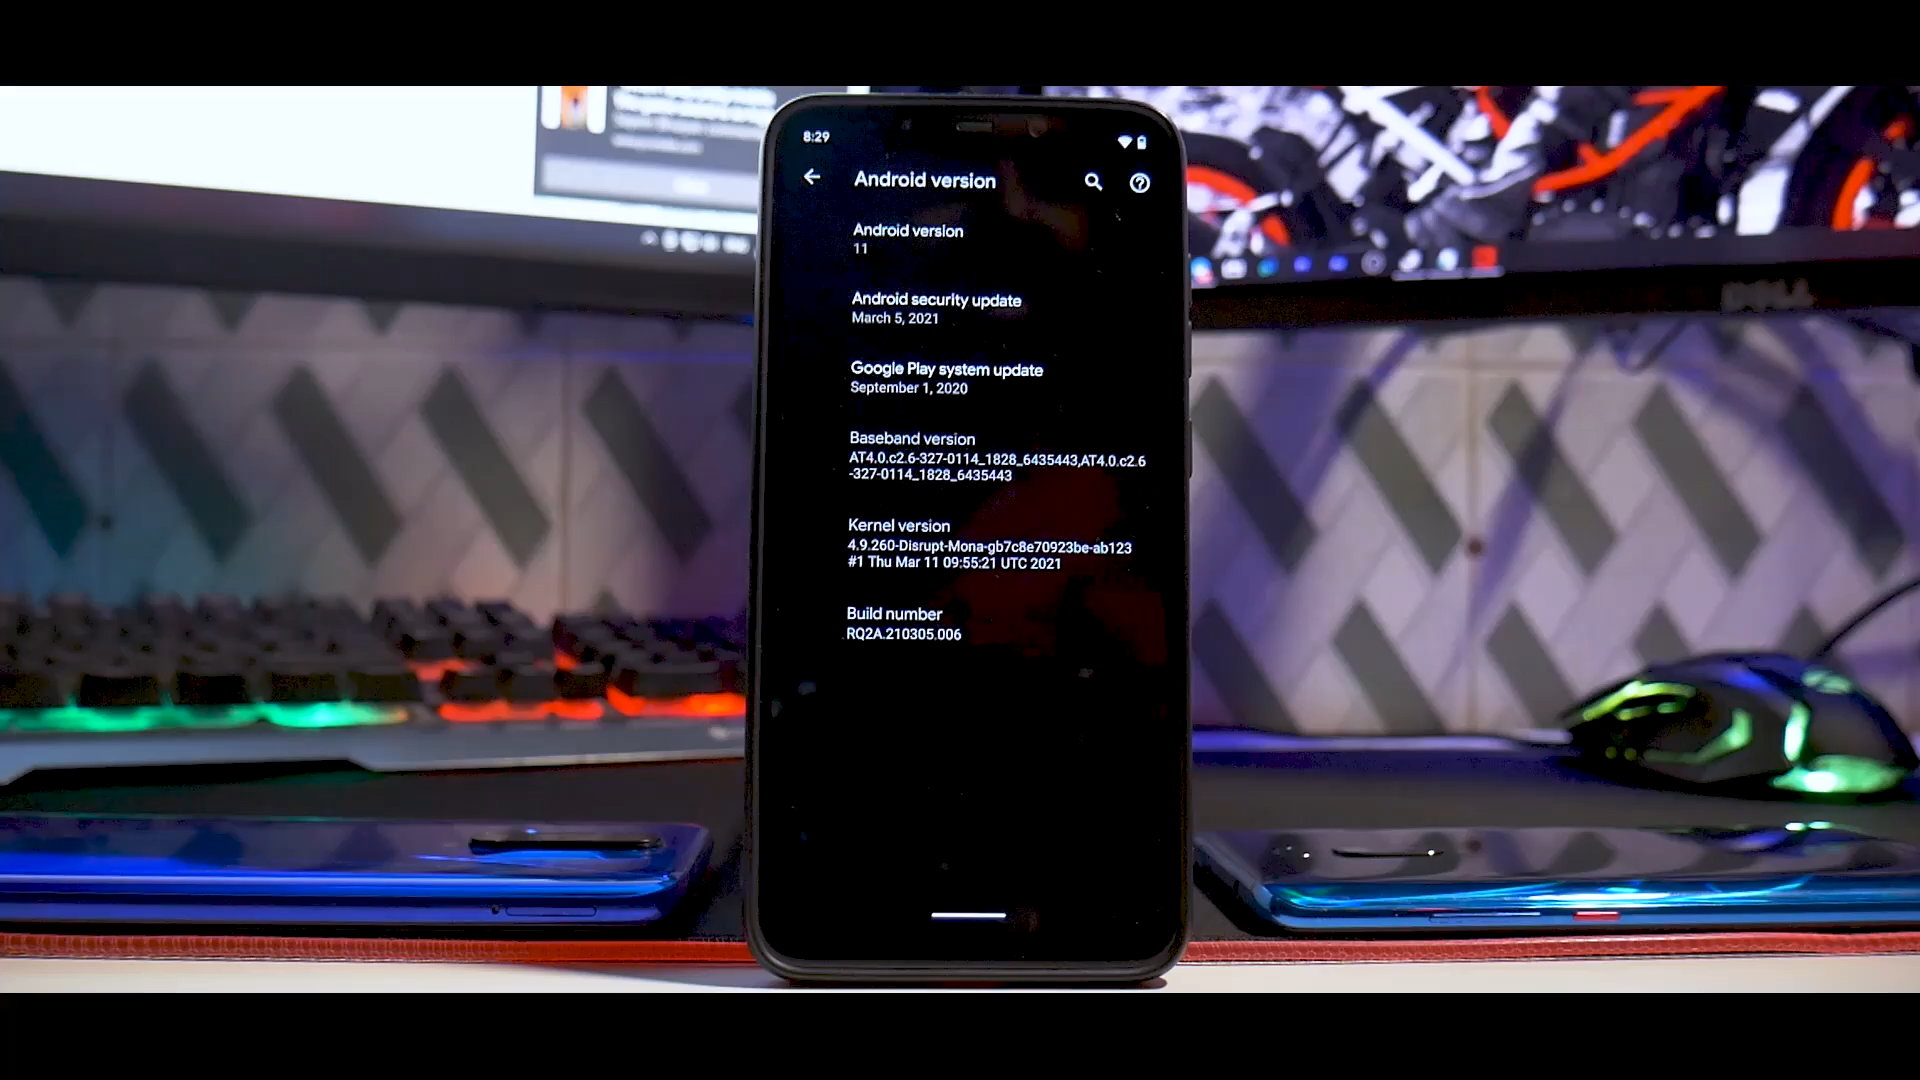 8:29
Android version
Android version
11
Android security update
March 5, 2021
Google Play system update
September 1, 2020
Baseband version
AT4.0.c2.6-327-0114_1828_6435443,AT4.0.c2.6
-327-0114_1828_6435443
Kernel version
4.9.260-Disrupt-Mona-gb7c8e70923be-ab123
#1 Thu Mar 11 09:55:21 UTC 2021
Build number
RQ2A.210305.006
DELL